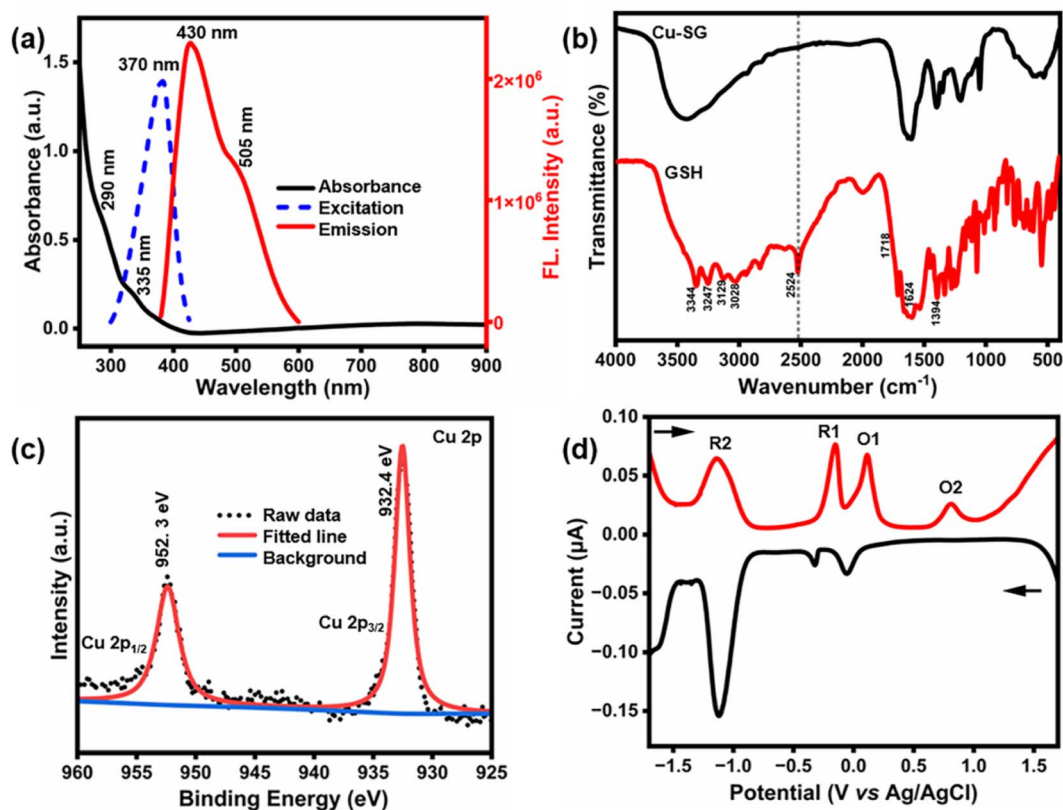 (a)
430 nm
370 nm
505 nm
290 nm
335 nm
Absorbance
Excitation
Emission
Absorbance (a.u.)
1.5
1.0
0.5
0.0
FL. Intensity (a.u.)
2×10⁶
1×10⁶
0
300 400 500 600 700 800 900
Wavelength (nm)
(b)
Cu-SG
GSH
3344
3247
3129
3028
2524
1718
1624
1394
Transmittance (%)
4000 3500 3000 2500 2000 1500 1000 500
Wavenumber (cm⁻¹)
(c)
Cu 2p
952. 3 eV
932.4 eV
Raw data
Fitted line
Background
Cu 2p₁/₂
Cu 2p₃/₂
Intensity (a.u.)
960 955 950 945 940 935 930 925
Binding Energy (eV)
(d)
R2
R1
O1
O2
Current (µA)
0.10
0.05
0.00
−0.05
−0.10
−0.15
−1.5 −1.0 −0.5 0.0 0.5 1.0 1.5
Potential (V vs Ag/AgCl)